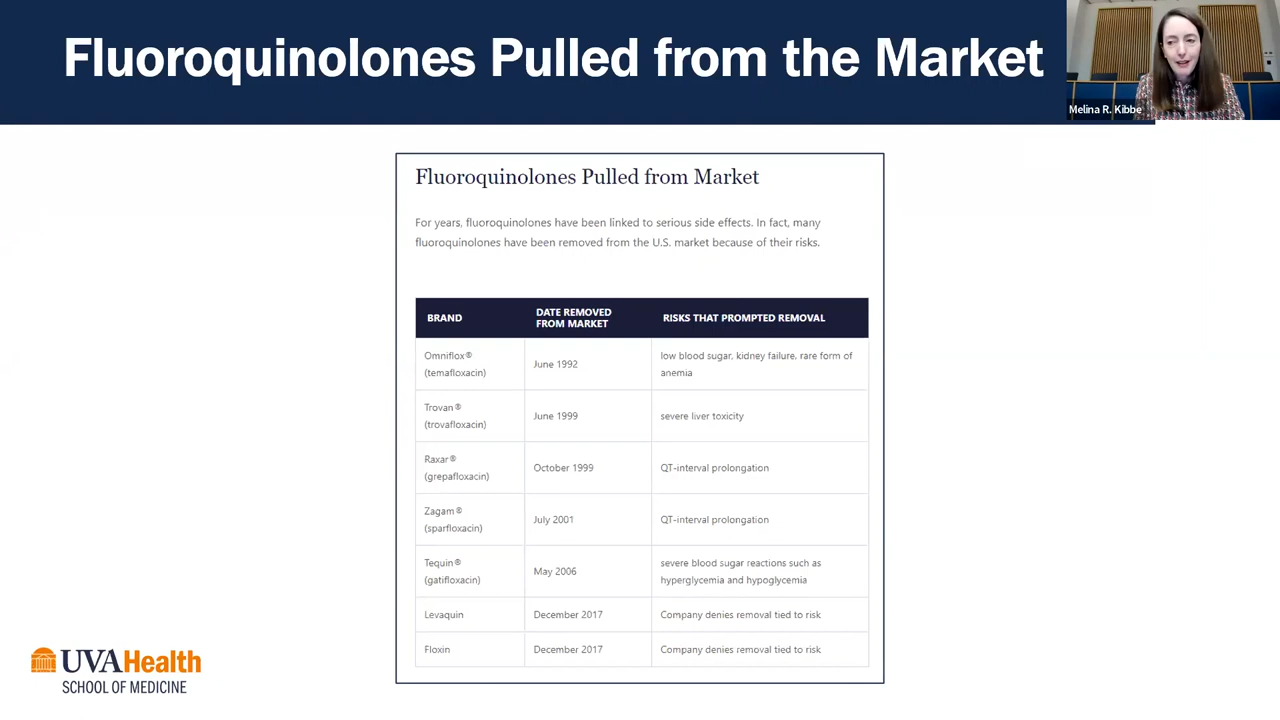 Fluoroquinolones Pulled from the Market
Melina R. Kibbe
Fluoroquinolones Pulled from Market
For years, fluoroquinolones have been linked to serious side effects. In fact, many
fluoroquinolones have been removed from the U.S. market because of their risks.
BRAND
DATE REMOVED
FROM MARKET
RISKS THAT PROMPTED REMOVAL
Omniflox®
(temafloxacin)
June 1992
low blood sugar, kidney failure, rare form of
anemia
Trovan®
(trovafloxacin)
June 1999
severe liver toxicity
Raxar®
(grepafloxacin)
October 1999
QT-interval prolongation
Zagam®
(sparfloxacin)
July 2001
QT-interval prolongation
Tequin®
(gatifloxacin)
May 2006
severe blood sugar reactions such as
hyperglycemia and hypoglycemia
Levaquin
December 2017
Company denies removal tied to risk
Floxin
December 2017
Company denies removal tied to risk
UVAHealth
SCHOOL OF MEDICINE